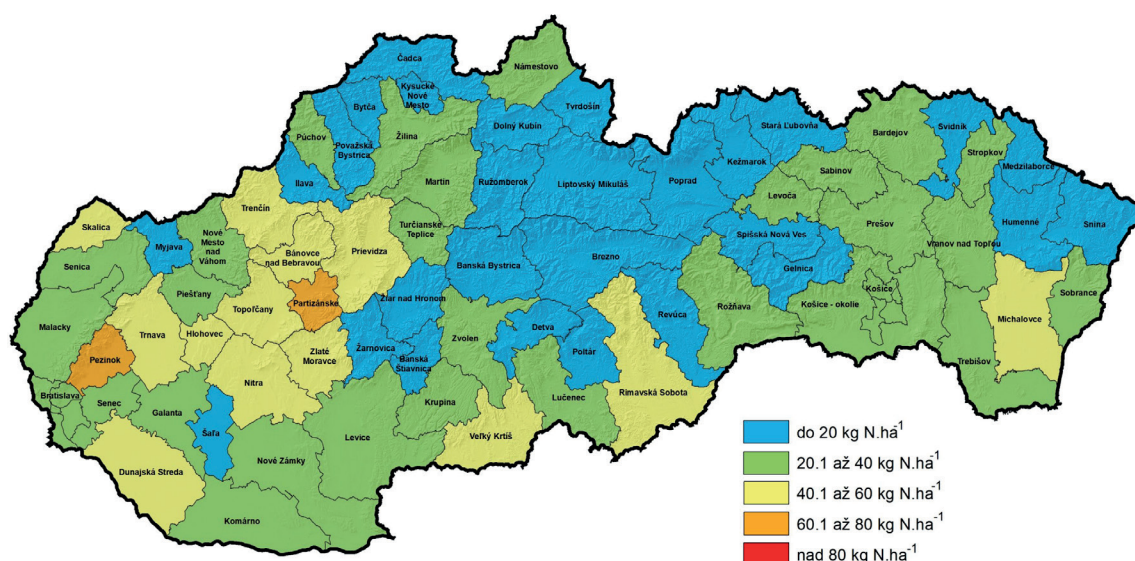 Čadca
Námestovo
Kysucké
Nové
Mesto
Bytča
Tvrdošín
Dolný Kubín
Stará Ľubovňa
Bardejov
Svidník
Púchov
Považská
Bystrica
Žilina
Stropkov
Medzilaborce
Kežmarok
Sabinov
Ilava
Martin
Ružomberok
Liptovský Mikuláš
Poprad
Levoča
Trenčín
Skalica
Myjava
Nové
Mesto
nad
Váhom
Turčianske
Teplice
Prešov
Humenné
Snina
Spišská Nová Ves
Vranov nad Topľou
Bánovce
nad Bebravou
Prievidza
Banská Bystrica
Brezno
Gelnica
Senica
Piešťany
Topoľčany
Partizánske
Žiar nad Hronom
Košice
Košice - okolie
Rožňava
Sobrance
Malacky
Trnava
Hlohovec
Zvolen
Detva
Revúca
Michalovce
Pezinok
Zlaté
Moravce
Žarnovica
Banská
Štiavnica
Poltár
Trebišov
Nitra
Bratislava
Senec
Galanta
Krupina
Lučenec
Rimavská Sobota
Šaľa
Levice
Veľký Krtíš
Dunajská Streda
Nové Zámky
Komárno
do 20 kg N.ha-1
20.1 až 40 kg N.ha-1
40.1 až 60 kg N.ha-1
60.1 až 80 kg N.ha-1
nad 80 kg N.ha-1